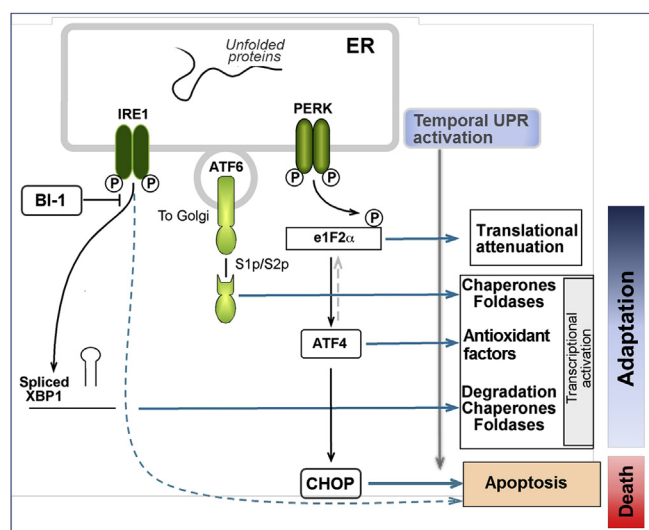 Unfolded
proteins
ER
IRE1
PERK
Temporal UPR
activation
ATF6
P
P
P
P
BI-1
To Golgi
P
e1F2α
Translational
attenuation
S1p/S2p
Chaperones
Foldases
ATF4
Antioxidant
factors
Transcriptional
activation
Adaptation
Spliced
XBP1
Degradation
Chaperones
Foldases
CHOP
Apoptosis
Death